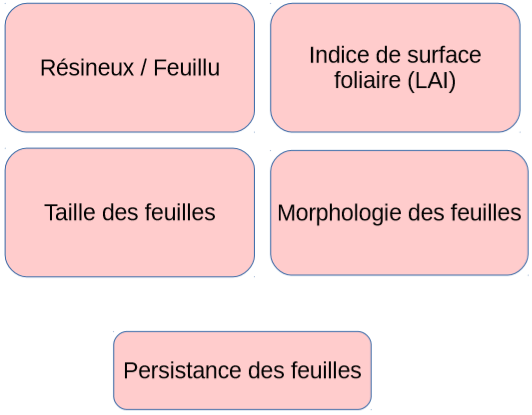 Résineux / Feuillu
Indice de surface
foliaire (LAI)
Taille des feuilles
Morphologie des feuilles
Persistance des feuilles